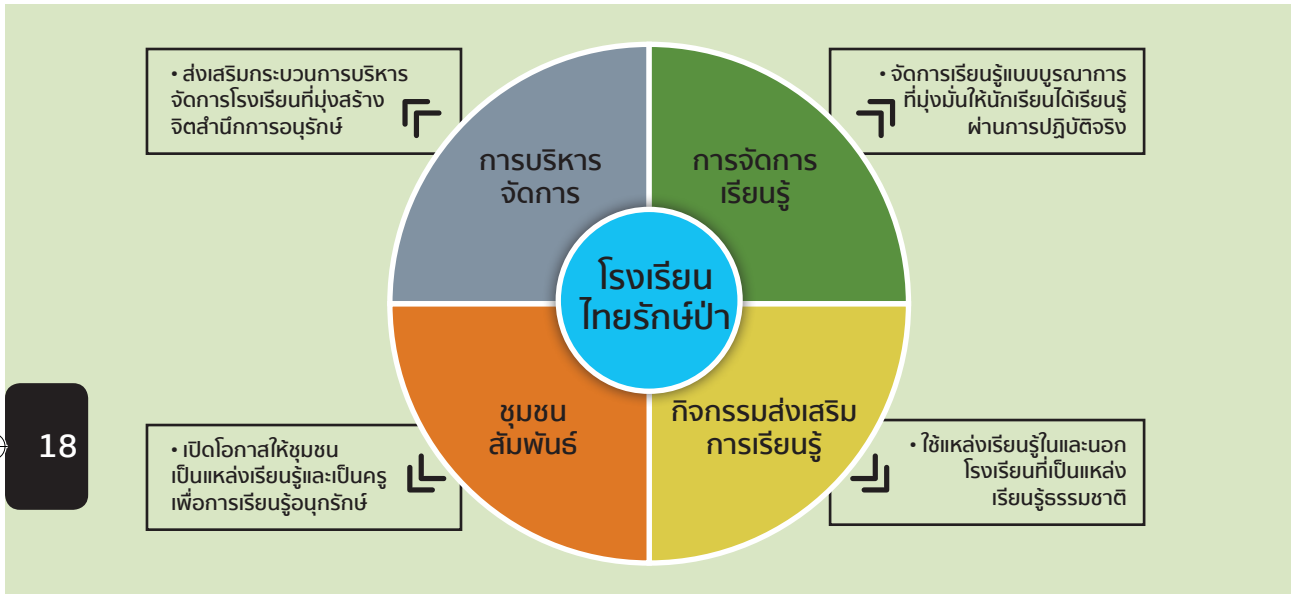 • ส่งเสริมกระบวนการบริหาร
จัดการโรงเรียนที่มุ่งสร้าง
จิตสำนึกการอนุรักษ์
• จัดการเรียนรู้แบบบูรณาการ
ที่มุ่งมั่นให้นักเรียนได้เรียนรู้
ผ่านการปฏิบัติจริง
การบริหาร
จัดการ
การจัดการ
เรียนรู้
โรงเรียน
ไทยรักษ์ป่า
ชุมชน
สัมพันธ์
กิจกรรมส่งเสริม
การเรียนรู้
• เปิดโอกาสให้ชุมชน
เป็นแหล่งเรียนรู้และเป็นครู
เพื่อการเรียนรู้อนุกรักษ์
• ใช้แหล่งเรียนรู้ในและนอก
โรงเรียนที่เป็นแหล่ง
เรียนรู้ธรรมชาติ
18